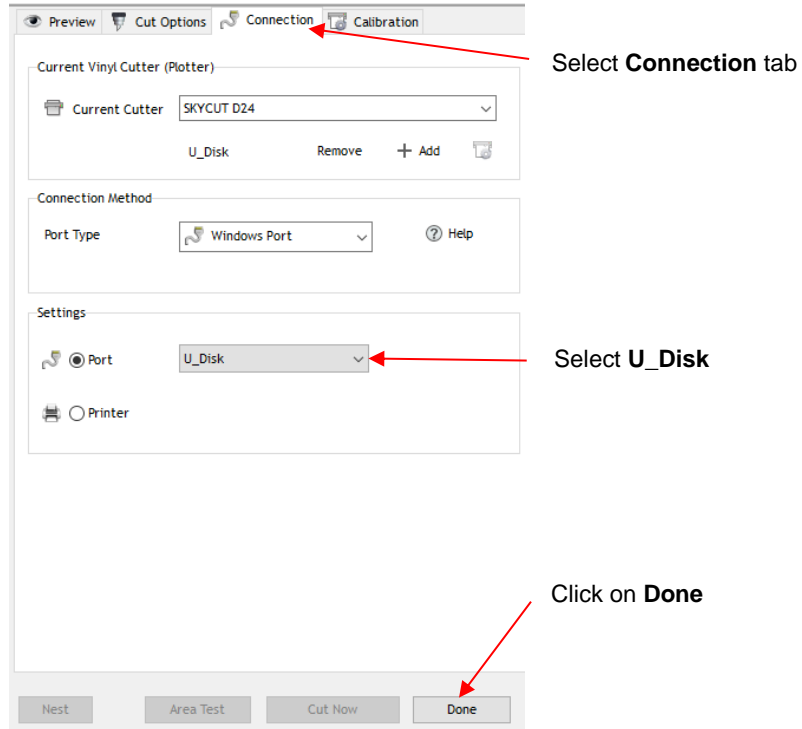 Preview Cut Options Connection Calibration
Select Connection tab
Current Vinyl Cutter (Plotter)
Current Cutter SKYCUT D24
U_Disk Remove + Add
Connection Method
Port Type Windows Port ? Help
Settings
Port U_Disk
Select U_Disk
Printer
Click on Done
Nest Area Test Cut Now Done